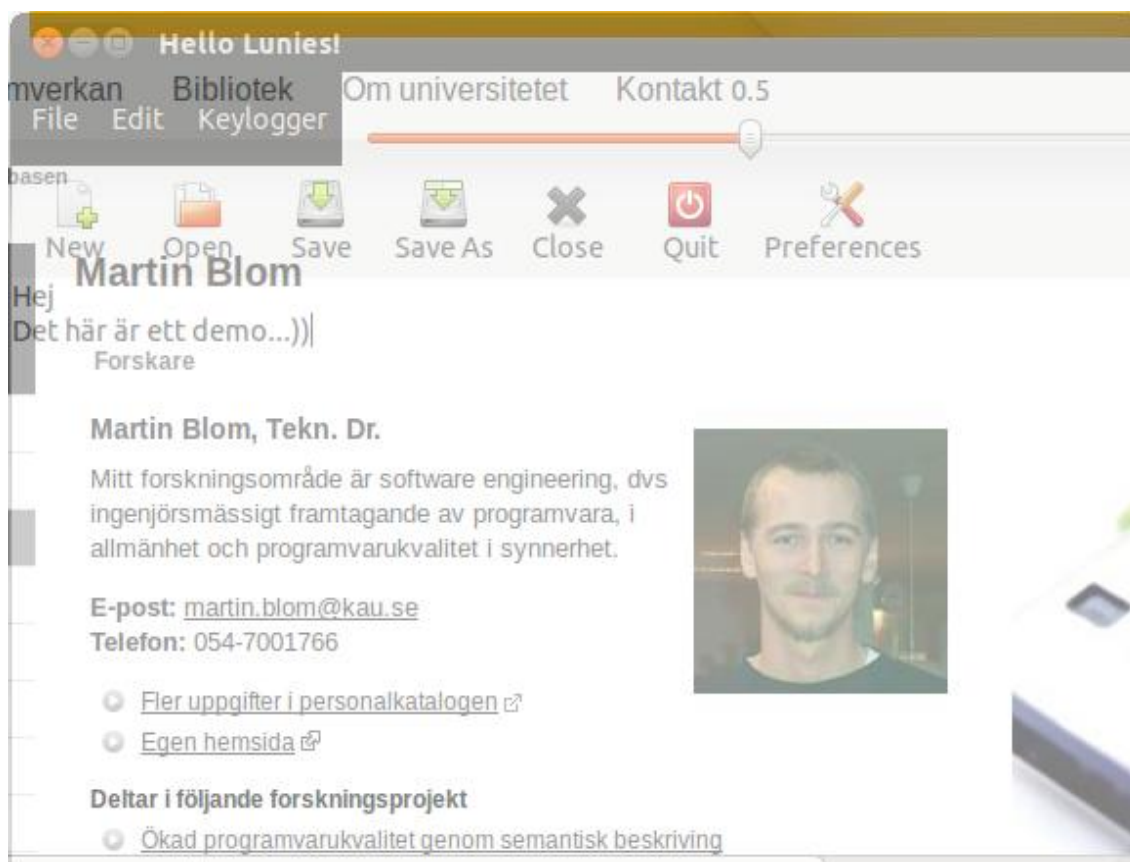 Hello Lunies!
mverkan Bibliotek Om universitetet Kontakt 0.5
File Edit Keylogger
basen
New Open Save Save As Close Quit Preferences
Martin Blom
Hej
Det här är ett demo...))
Forskare
Martin Blom, Tekn. Dr.
Mitt forskningsområde är software engineering, dvs
ingenjörsmässigt framtagande av programvara, i
allmänhet och programvarukvalitet i synnerhet.
E-post: martin.blom@kau.se
Telefon: 054-7001766
Fler uppgifter i personalkatalogen
Egen hemsida
Deltar i följande forskningsprojekt
Ökad programvarukvalitet genom semantisk beskriving